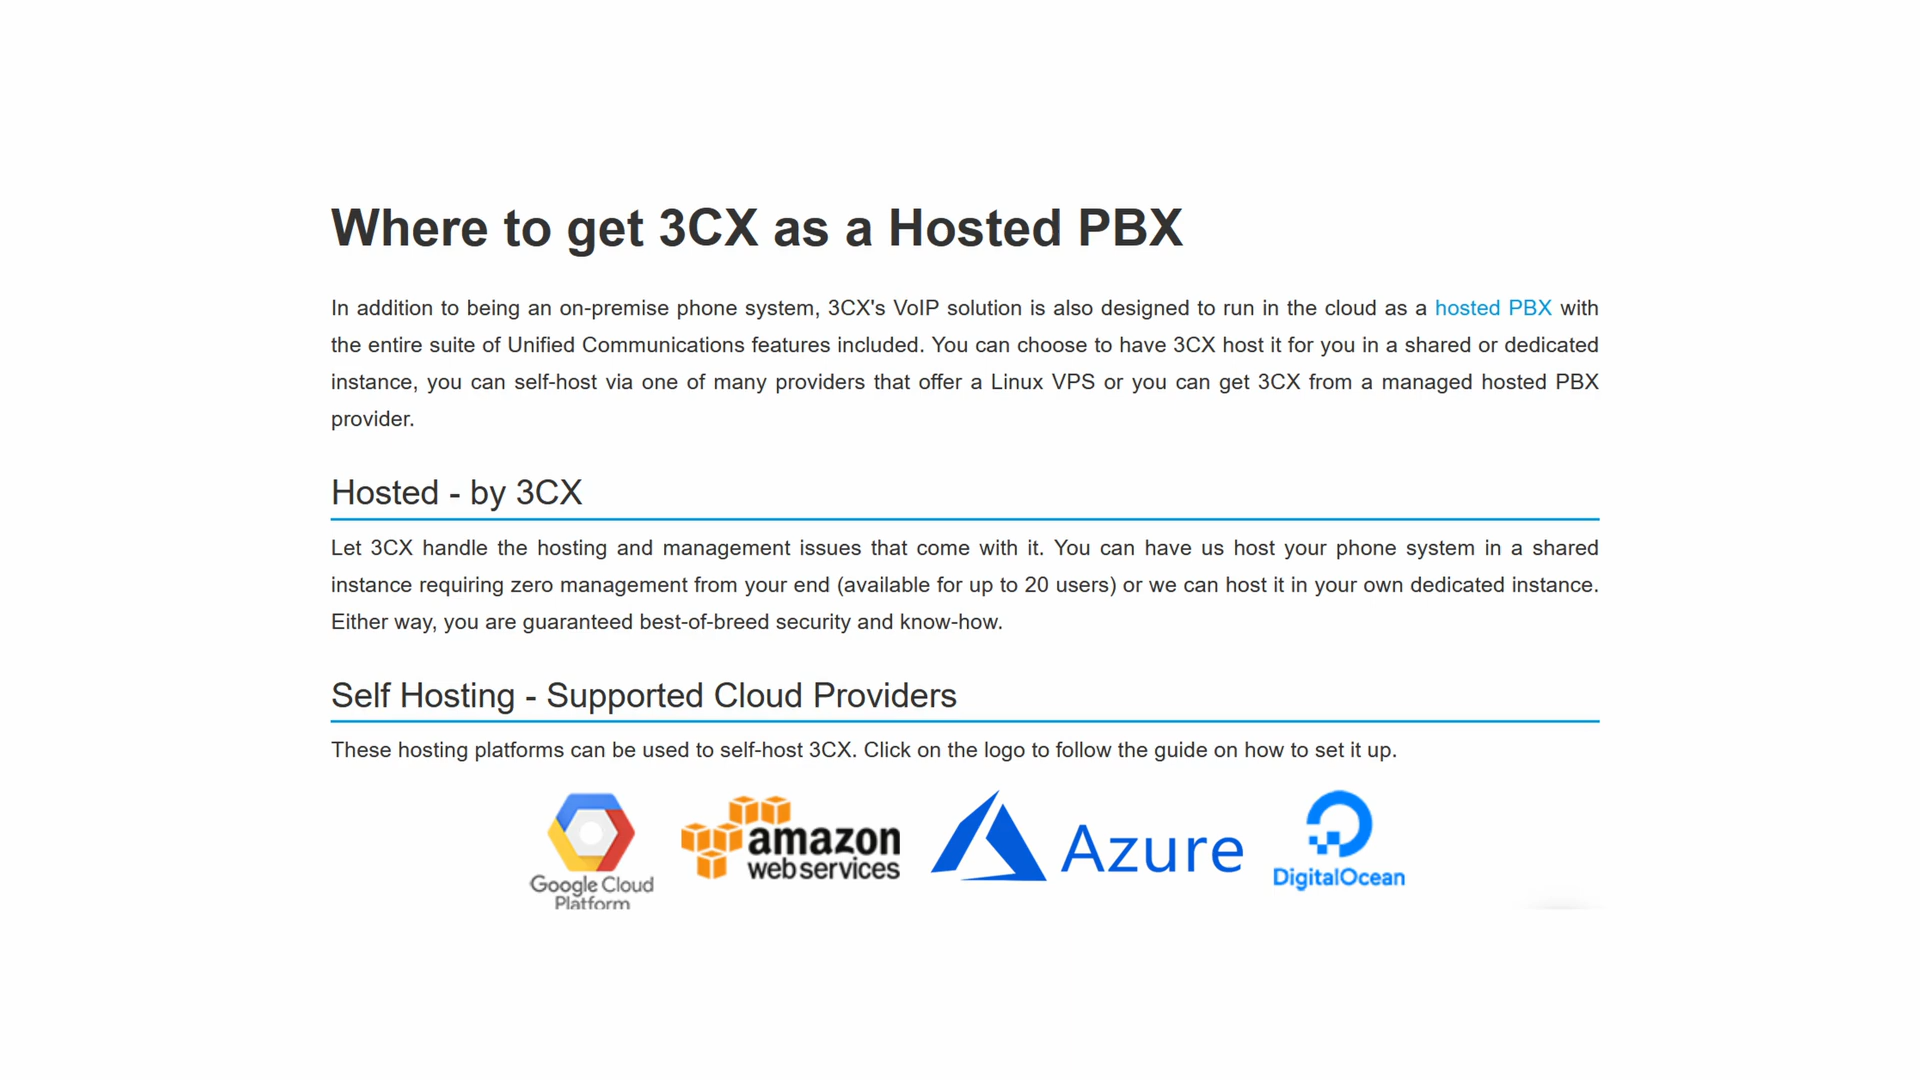 Where to get 3CX as a Hosted PBX
In addition to being an on-premise phone system, 3CX's VoIP solution is also designed to run in the cloud as a hosted PBX with
the entire suite of Unified Communications features included. You can choose to have 3CX host it for you in a shared or dedicated
instance, you can self-host via one of many providers that offer a Linux VPS or you can get 3CX from a managed hosted PBX
provider.
Hosted - by 3CX
Let 3CX handle the hosting and management issues that come with it. You can have us host your phone system in a shared
instance requiring zero management from your end (available for up to 20 users) or we can host it in your own dedicated instance.
Either way, you are guaranteed best-of-breed security and know-how.
Self Hosting - Supported Cloud Providers
These hosting platforms can be used to self-host 3CX. Click on the logo to follow the guide on how to set it up.
Google Cloud
Platform
amazon
webservices
Azure
DigitalOcean